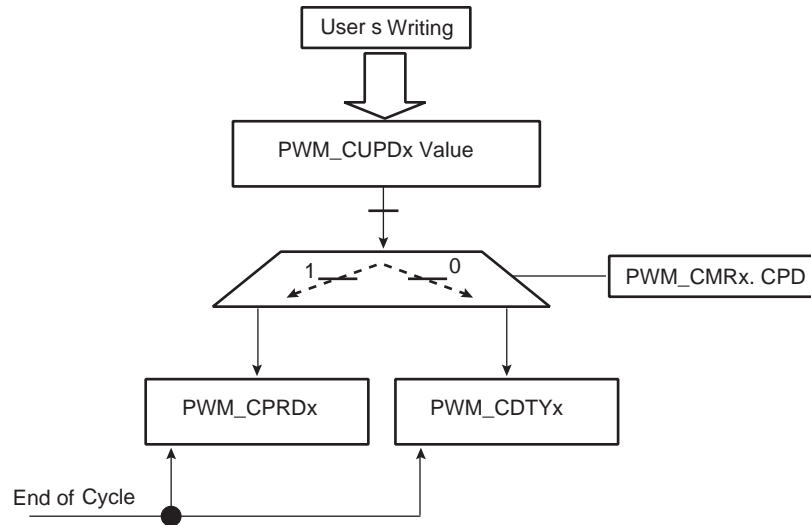 User s Writing
PWM_CUPDx Value
1 0
PWM_CMRx. CPD
PWM_CPRDx PWM_CDTYx
End of Cycle